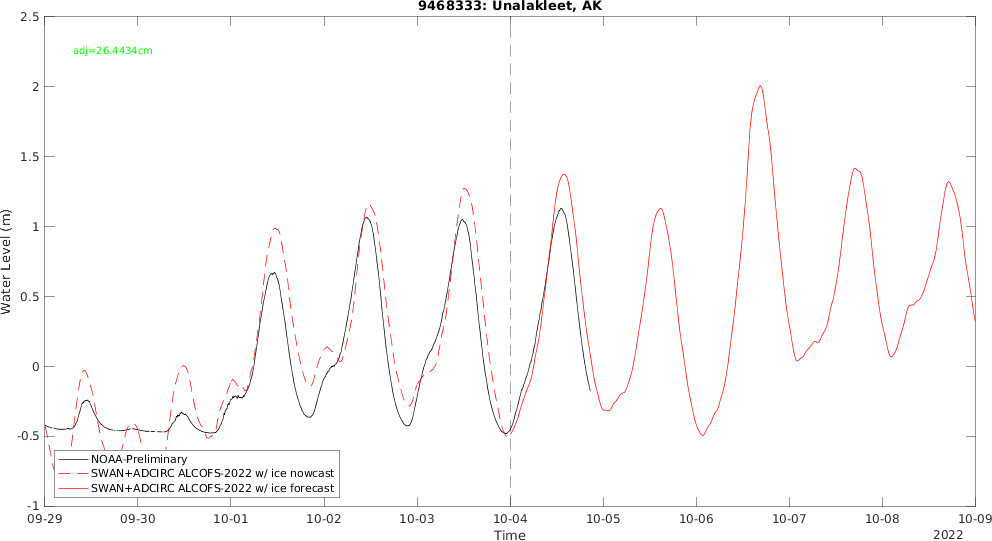 9468333: Unalakleet, AK
adj=26.4434cm
2.5
2
1.5
1
0.5
0
-0.5
-1
Water Level (m)
NOAA-Preliminary
SWAN+ADCIRC ALCOFS-2022 w/ ice nowcast
SWAN+ADCIRC ALCOFS-2022 w/ ice forecast
09-29 09-30 10-01 10-02 10-03 10-04 10-05 10-06 10-07 10-08 10-09
Time
2022